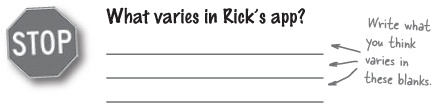 STOP
What varies in Rick's app?
Write what
you think
varies in
these blanks.